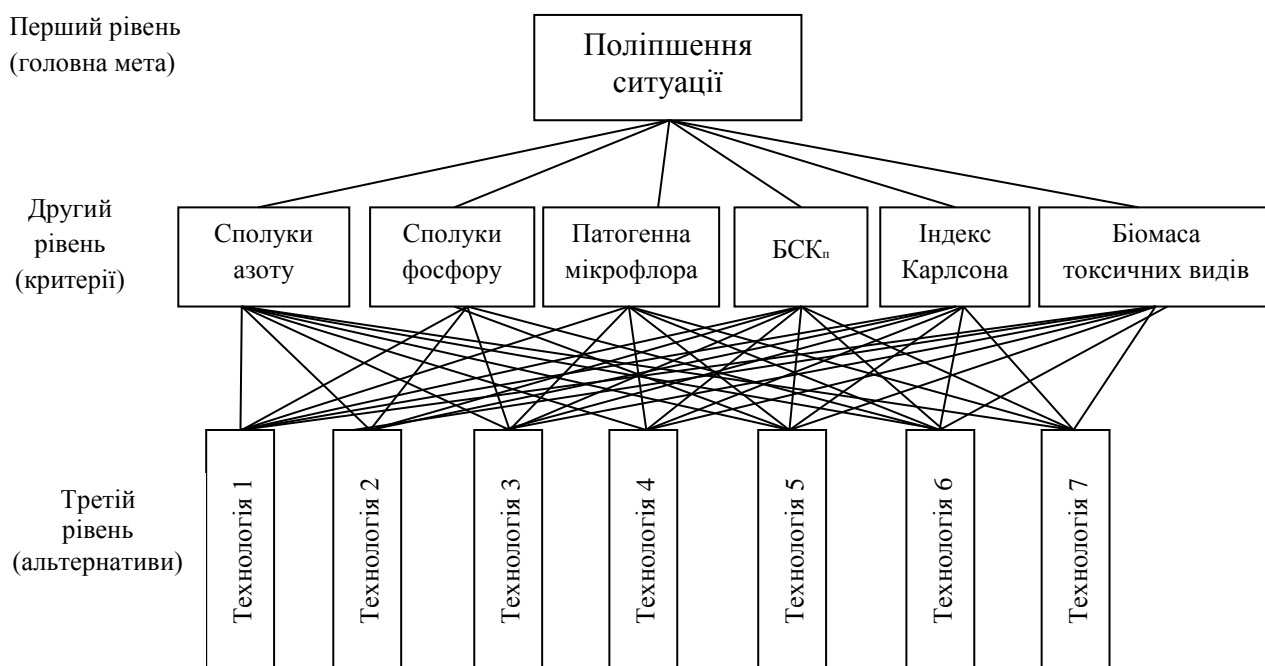 Перший рівень
(головна мета)
Поліпшення
ситуації
Другий
рівень
(критерії)
Сполуки
азоту
Сполуки
фосфору
Патогенна
мікрофлора
БСКп
Індекс
Карлсона
Біомаса
токсичних видів
Третій
рівень
(альтернативи)
Технологія 1
Технологія 2
Технологія 3
Технологія 4
Технологія 5
Технологія 6
Технологія 7